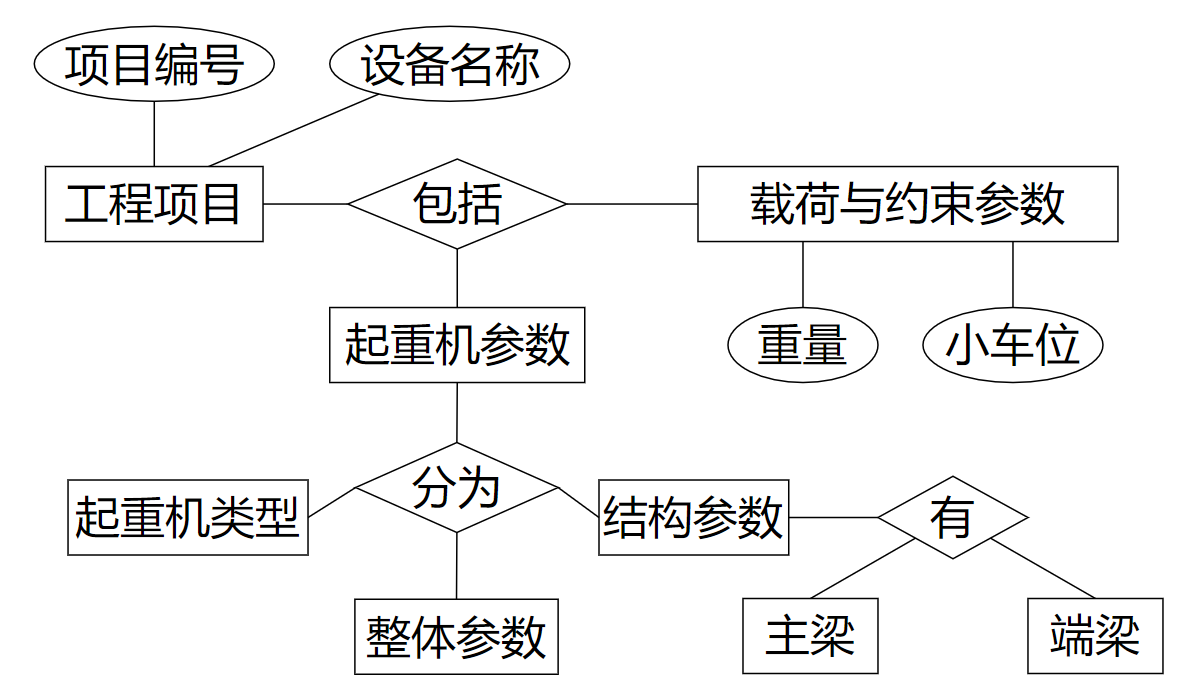 项目编号
设备名称
工程项目
包括
载荷与约束参数
起重机参数
重量
小车位
分为
起重机类型
结构参数
有
整体参数
主梁
端梁